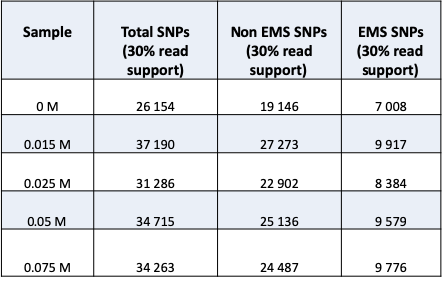 Sample Total SNPs Non EMS SNPs EMS SNPs
(30% read (30% read (30% read
support) support) support)
0 M 26 154 19 146 7 008
0.015 M 37 190 27 273 9 917
0.025 M 31 286 22 902 8 384
0.05 M 34 715 25 136 9 579
0.075 M 34 263 24 487 9 776